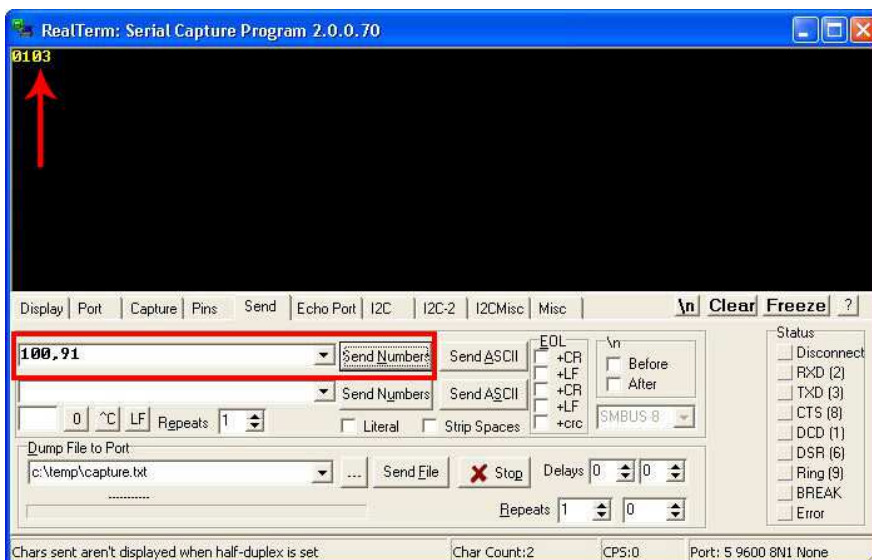 RealTerm: Serial Capture Program 2.0.0.70
0103
Display Port Capture Pins Send Echo Port I2C I2C-2 I2CMisc Misc \n Clear Freeze ?
100,91 Send Numbers Send ASCII
Send Numbers Send ASCII
0 ^C LF Repeats 1 Literal Strip Spaces
EOL
+CR
+LF
+CR
+LF
+crc
\n
Before
After
SMBUS 8
Dump File to Port
c:\temp\capture.txt ... Send File Stop Delays 0 0
Repeats 1 0
Status
Disconnect
RXD (2)
TXD (3)
CTS (8)
DCD (1)
DSR (6)
Ring (9)
BREAK
Error
Chars sent aren't displayed when half-duplex is set Char Count:2 CPS:0 Port: 5 9600 8N1 None